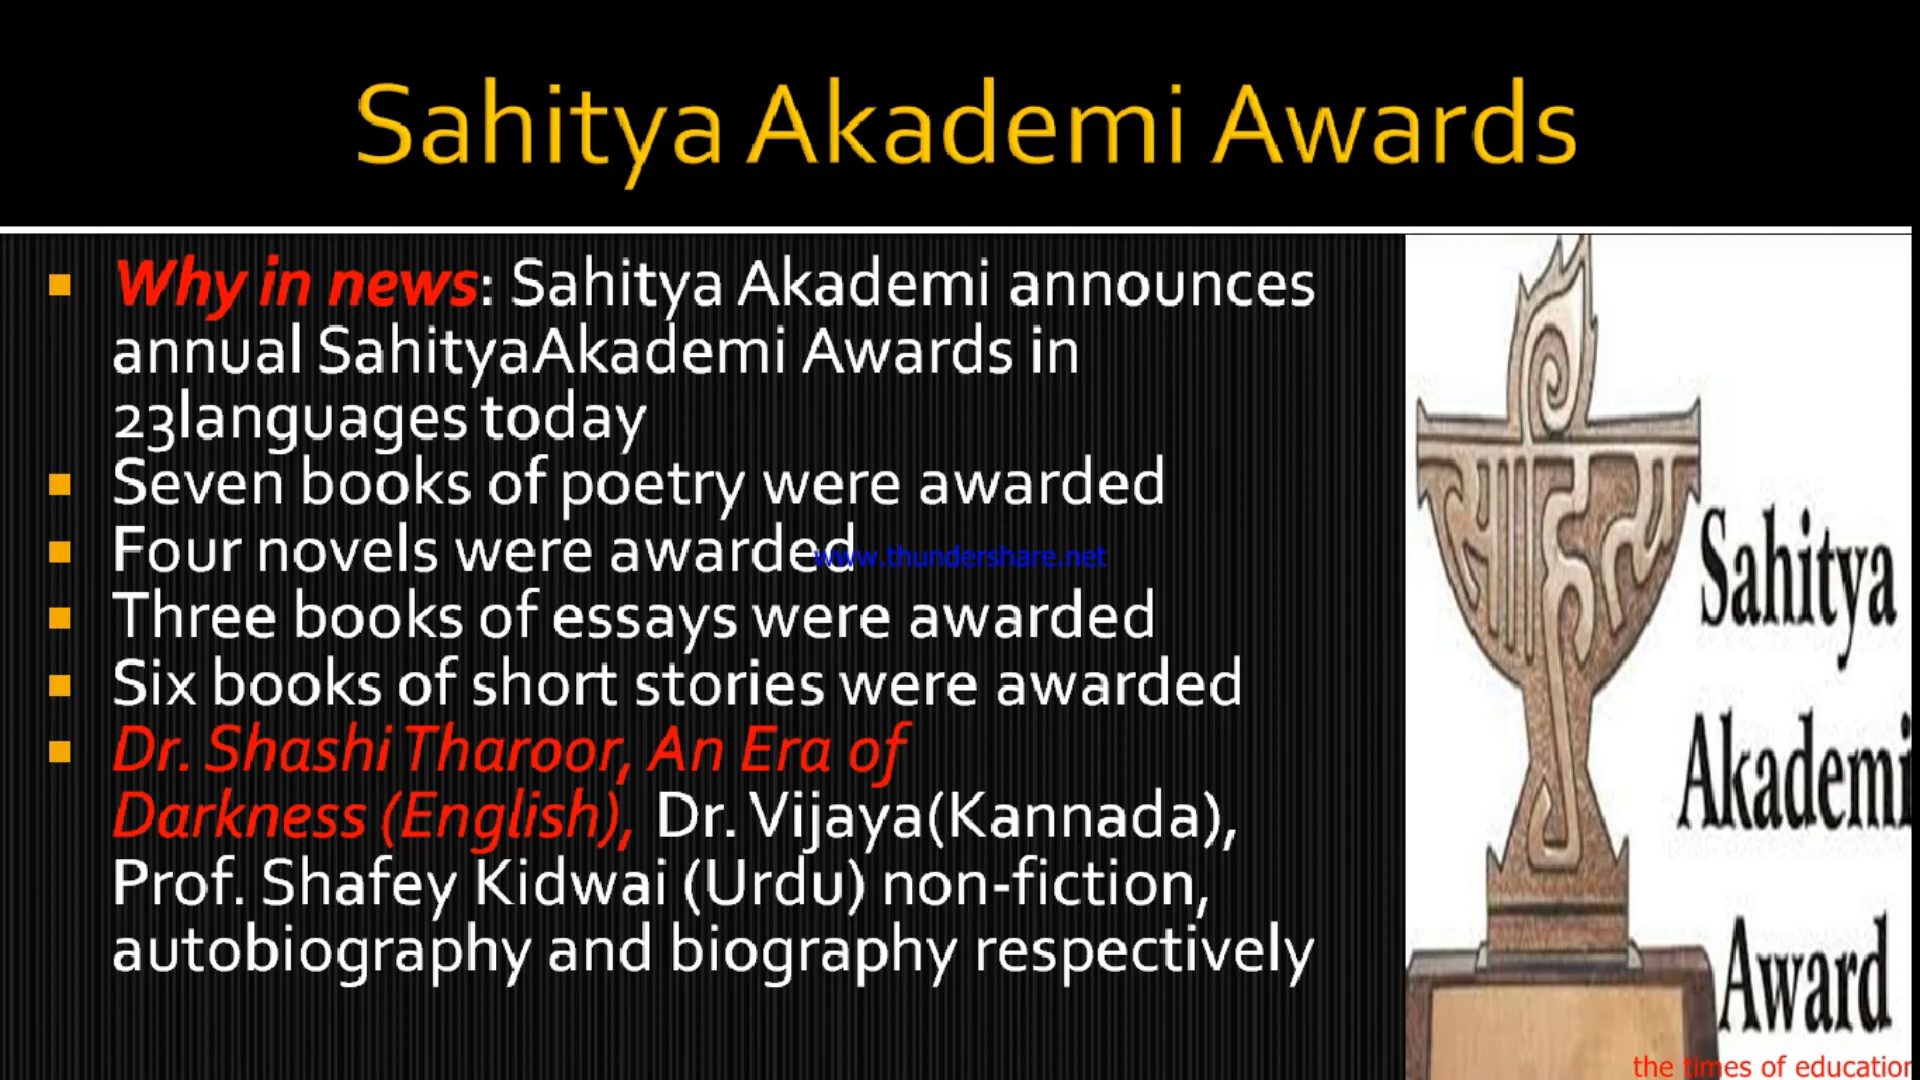 Sahitya Akademi Awards
Why in news: Sahitya Akademi announces
annual SahityaAkademi Awards in
23languages today
Seven books of poetry were awarded
Four novels were awarded
www.thundershare.net
Three books of essays were awarded
Six books of short stories were awarded
Dr. Shashi Tharoor, An Era of
Darkness (English), Dr. Vijaya(Kannada),
Prof. Shafey Kidwai (Urdu) non-fiction,
autobiography and biography respectively
साहित्य
Sahitya
Akademi
Award
the times of education